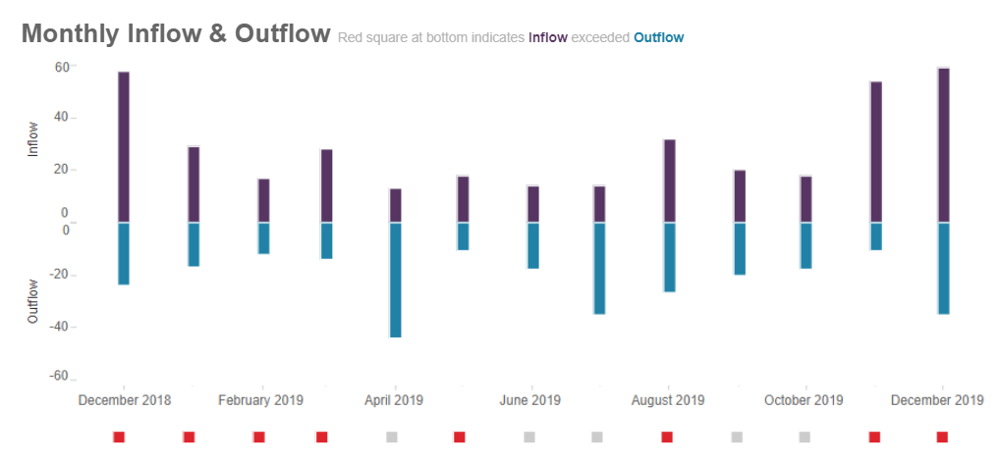 Monthly Inflow & Outflow Red square at bottom indicates Inflow exceeded Outflow
60
40
Inflow
20
0
0
-20
Outflow
-40
-60
December 2018 February 2019 April 2019 June 2019 August 2019 October 2019 December 2019